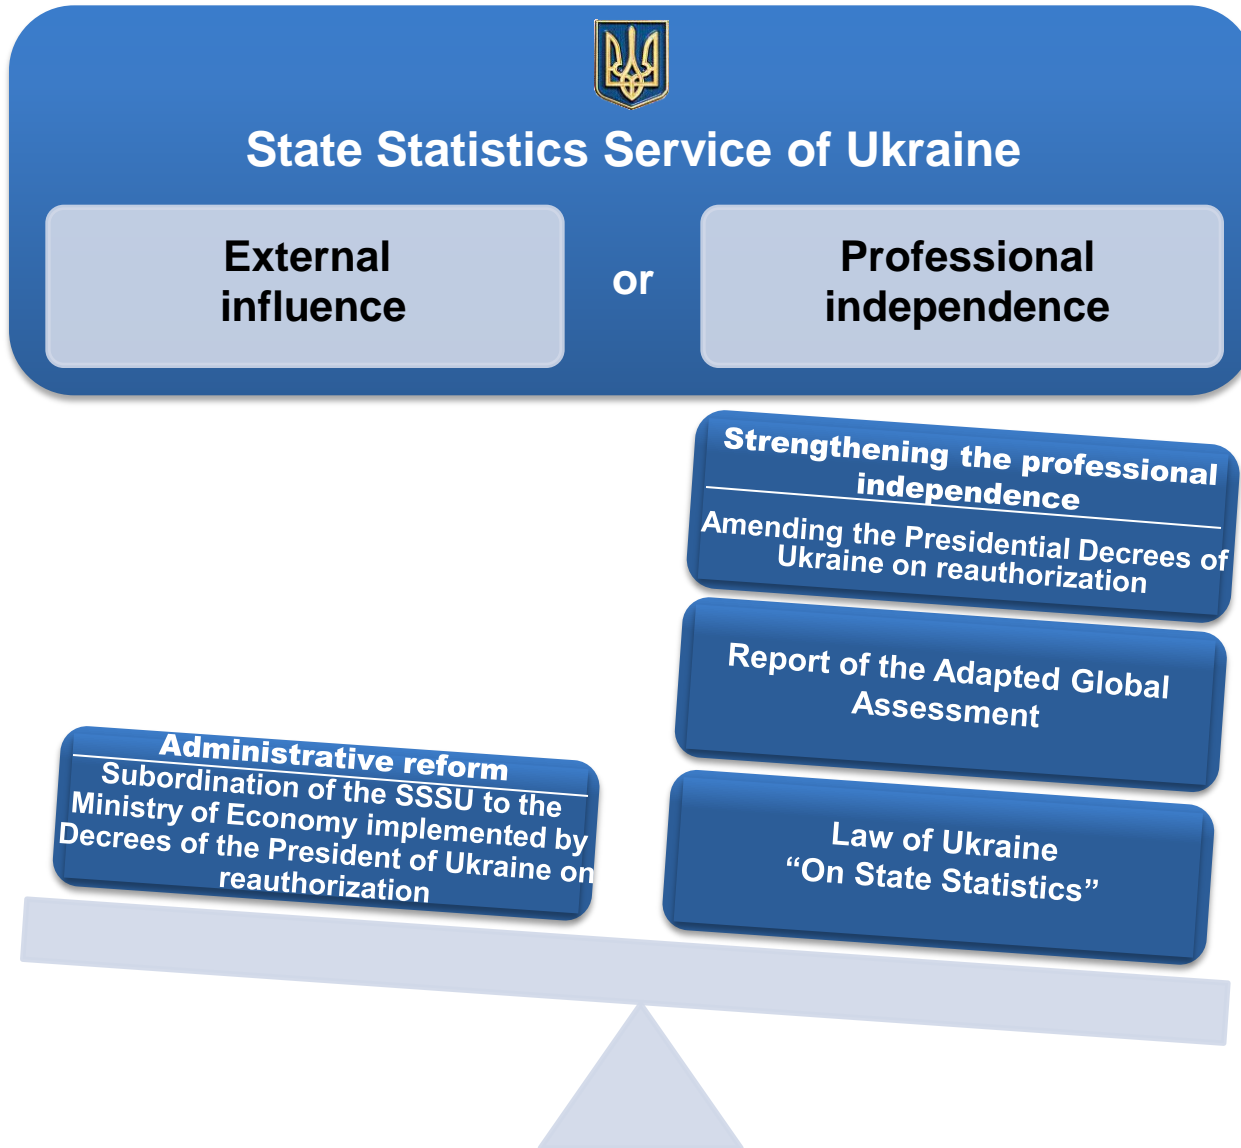 State Statistics Service of Ukraine
External
influence
or
Professional
independence
Strengthening the professional
independence
Amending the Presidential Decrees of
Ukraine on reauthorization
Report of the Adapted Global
Assessment
Administrative reform
Subordination of the SSSU to the
Ministry of Economy implemented by
Decrees of the President of Ukraine on
reauthorization
Law of Ukraine
“On State Statistics”